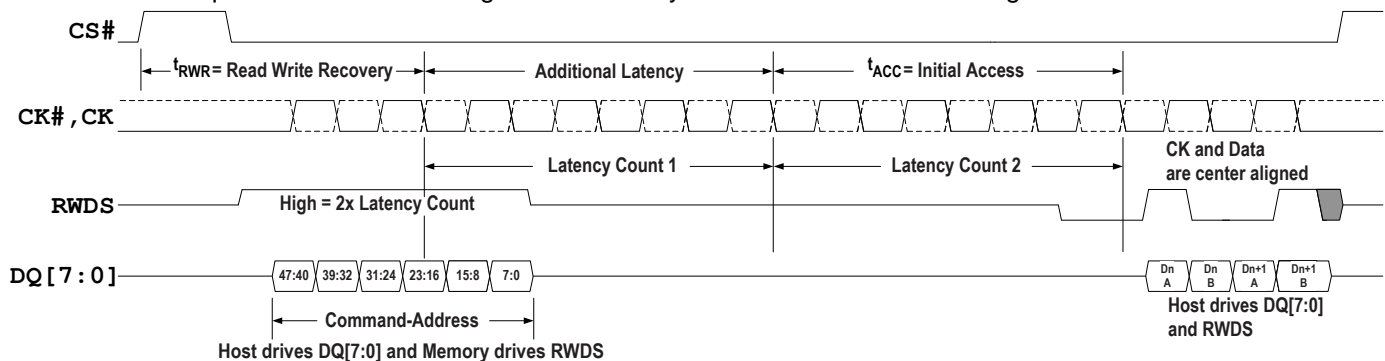 CS#
tRWR= Read Write Recovery
Additional Latency
tACC= Initial Access
CK#,CK
Latency Count 1
Latency Count 2
CK and Data
are center aligned
RWDS
High = 2x Latency Count
DQ[7:0]
47:40 39:32 31:24 23:16 15:8 7:0
Dn A Dn B Dn+1 A Dn+1 B
Command-Address
Host drives DQ[7:0]
and RWDS
Host drives DQ[7:0] and Memory drives RWDS